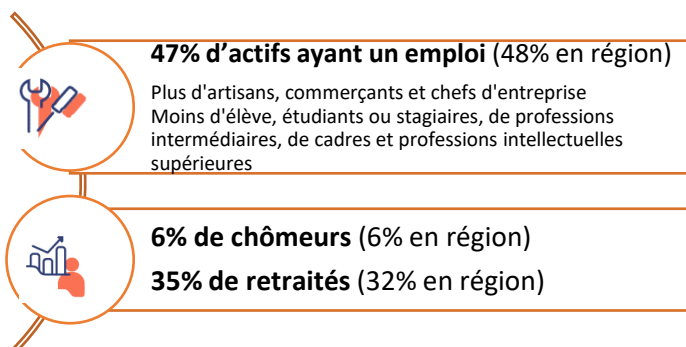 47% d'actifs ayant un emploi (48% en région)
Plus d'artisans, commerçants et chefs d'entreprise
Moins d'élève, étudiants ou stagiaires, de professions
intermédiaires, de cadres et professions intellectuelles
supérieures
6% de chômeurs (6% en région)
35% de retraités (32% en région)